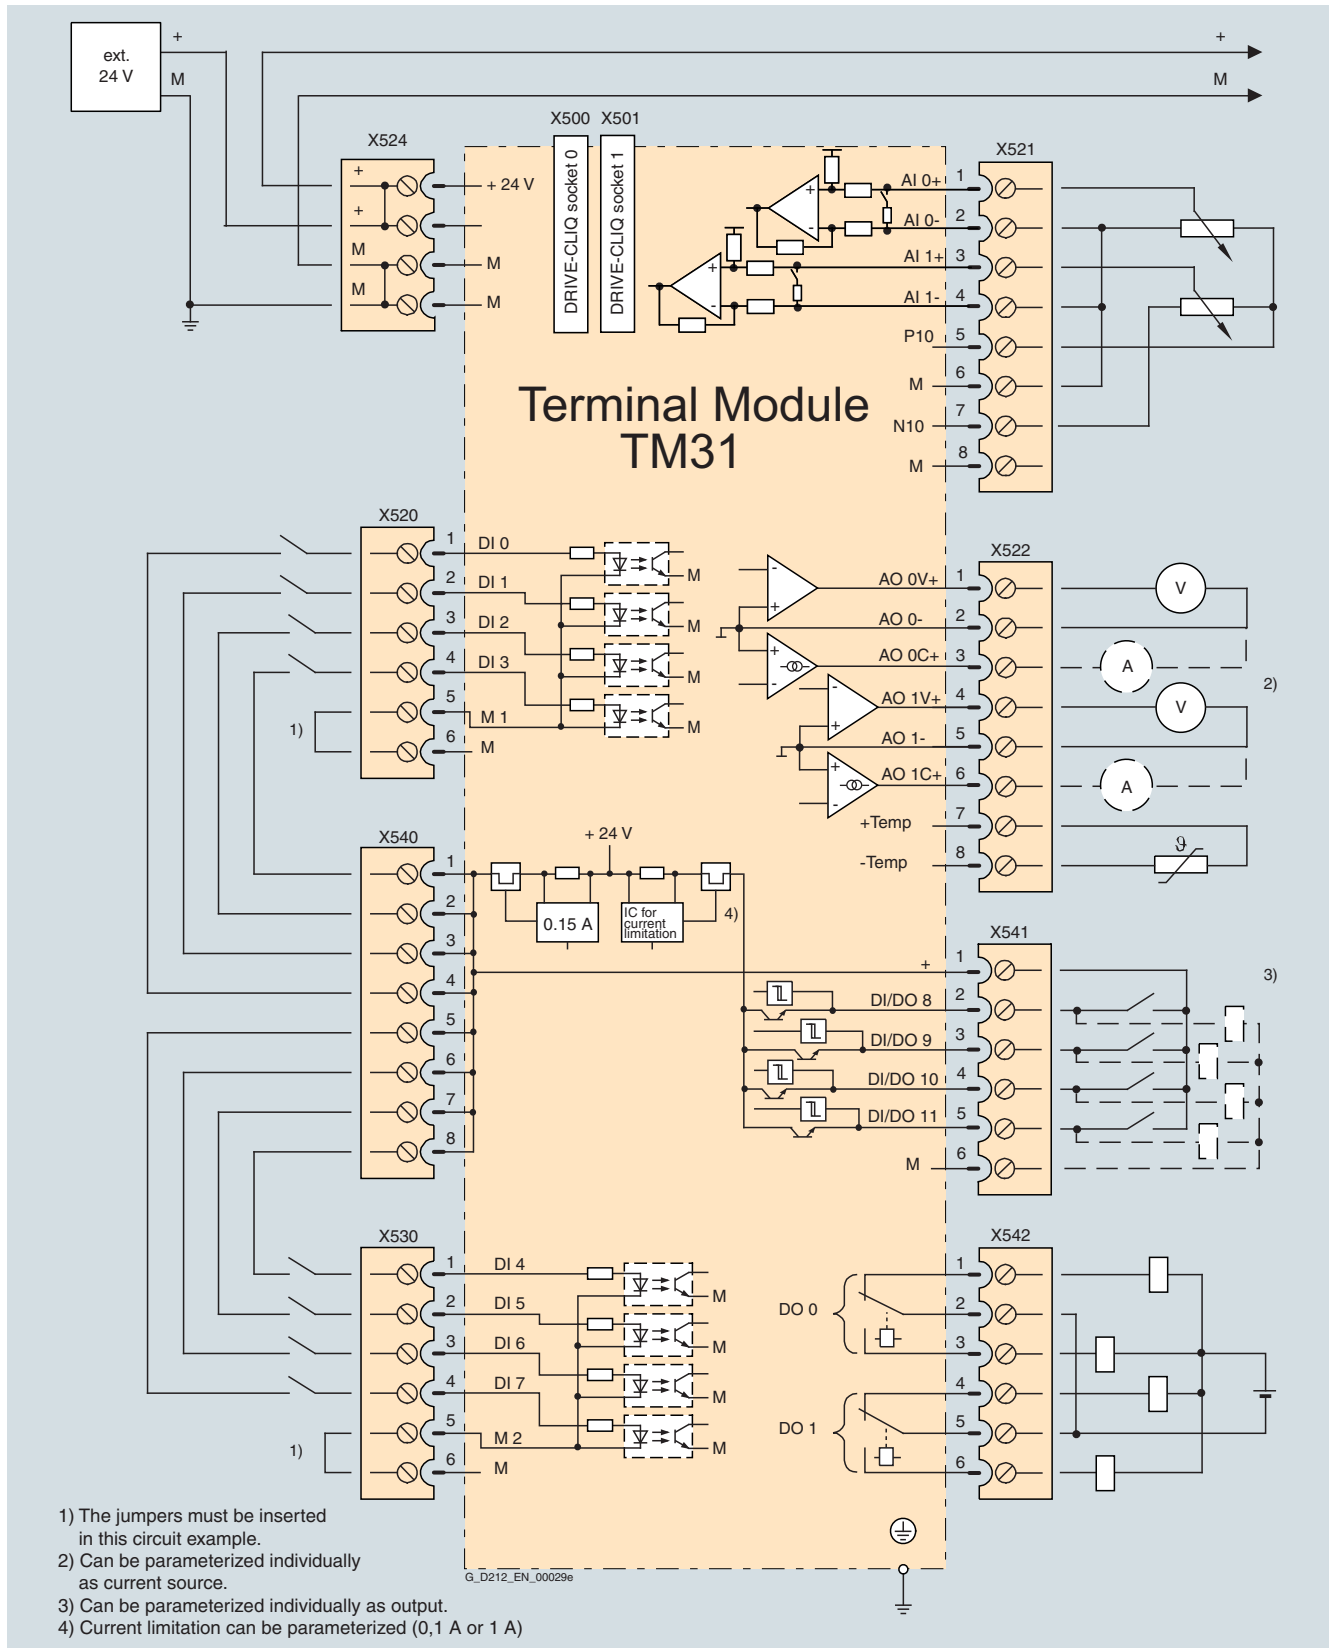 ext.
24 V
+
M
+
M
X500
X501
X524
X521
DRIVE-CLIQ socket 0
DRIVE-CLIQ socket 1
+
+
M
M
+ 24 V
M
M
+
-
+
-
AI 0+ 1
AI 0- 2
AI 1+ 3
AI 1- 4
P10 5
M 6
N10 7
M 8
Terminal Module
TM31
X520
1 DI 0
2 DI 1
3 DI 2
4 DI 3
5 M 1
6 M
1)
M
M
M
M
X522
-
+
+
-
-
+
+
-
AO 0V+ 1
AO 0- 2
AO 0C+ 3
AO 1V+ 4
AO 1- 5
AO 1C+ 6
+Temp 7
-Temp 8
V
A
V
A
2)
ϑ
X540
1
2
3
4
5
6
7
8
+ 24 V
0.15 A
IC for
current
limitation
4)
X541
+ 1
DI/DO 8 2
DI/DO 9 3
DI/DO 10 4
DI/DO 11 5
M 6
3)
X530
1 DI 4
2 DI 5
3 DI 6
4 DI 7
5 M 2
6 M
1)
M
M
M
M
X542
DO 0
DO 1
1
2
3
4
5
6
1) The jumpers must be inserted
in this circuit example.
2) Can be parameterized individually
as current source.
3) Can be parameterized individually as output.
4) Current limitation can be parameterized (0,1 A or 1 A)
G_D212_EN_00029e